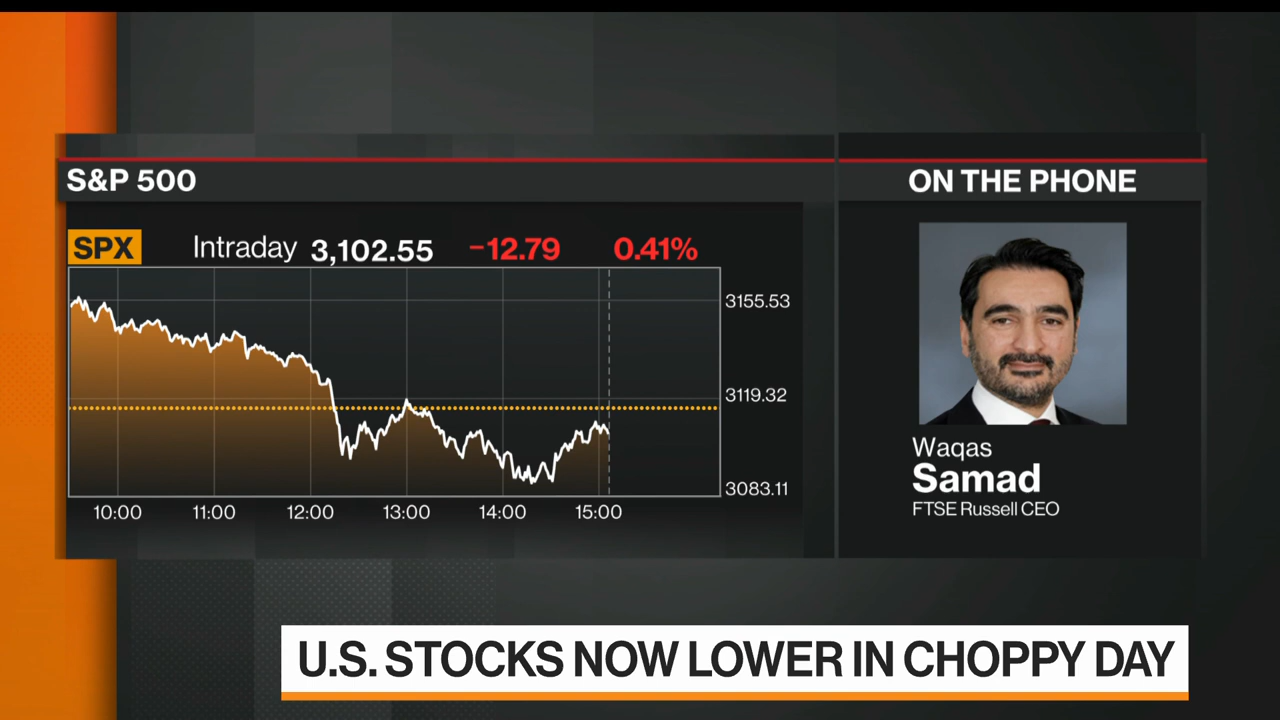 S&P 500
SPX Intraday 3,102.55 −12.79 0.41%
3155.53
3119.32
3083.11
10:00 11:00 12:00 13:00 14:00 15:00
ON THE PHONE
Waqas
Samad
FTSE Russell CEO
U.S. STOCKS NOW LOWER IN CHOPPY DAY